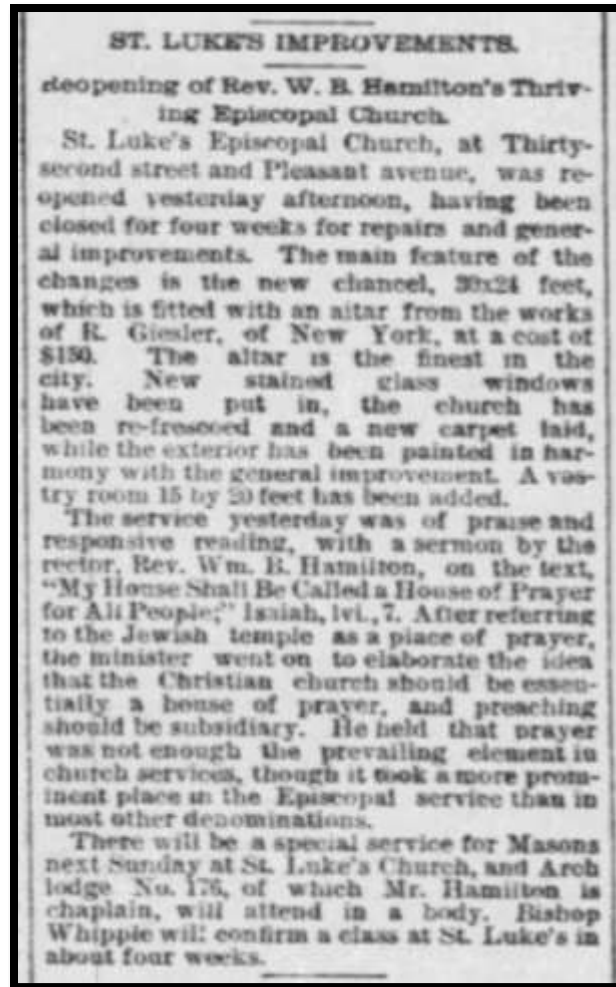 ST. LUKE'S IMPROVEMENTS.
Reopening of Rev. W. B. Hamilton's Thriv-
ing Episcopal Church.
St. Luke's Episcopal Church, at Thirty-
second street and Pleasant avenue, was re-
opened yesterday afternoon, having been
closed for four weeks for repairs and gener-
al improvements. The main feature of the
changes is the new chancel, 30x24 feet,
which is fitted with an altar from the works
of R. Giesler, of New York, at a cost of
$150. The altar is the finest in the
city. New stained glass windows
have been put in, the church has
been re-frescoed and a new carpet laid,
while the exterior has been painted in har-
mony with the general improvement. A ves-
try room 15 by 20 feet has been added.
The service yesterday was of praise and
responsive reading, with a sermon by the
rector, Rev. Wm. B. Hamilton, on the text,
"My House Shall Be Called a House of Prayer
for All People;" Isaiah, lvi., 7. After referring
to the Jewish temple as a place of prayer,
the minister went on to elaborate the idea
that the Christian church should be essen-
tially a house of prayer, and preaching
should be subsidiary. He held that prayer
was not enough the prevailing element in
church services, though it took a more prom-
inent place in the Episcopal service than in
most other denominations.
There will be a special service for Masons
next Sunday at St. Luke's Church, and Arch
lodge No. 176, of which Mr. Hamilton is
chaplain, will attend in a body. Bishop
Whipple will confirm a class at St. Luke's in
about four weeks.